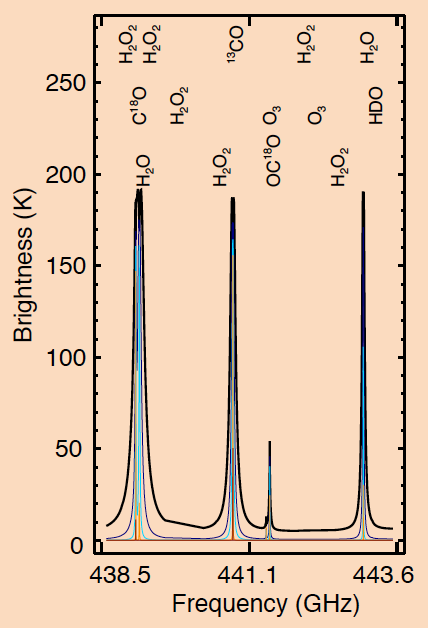 H₂O₂ H₂O₂ ¹³CO H₂O₂ H₂O
C¹⁸O H₂O₂ O₃ O₃ HDO
H₂O H₂O₂ OC¹⁸O H₂O₂
250
200
150
100
50
0
Brightness (K)
438.5 441.1 443.6
Frequency (GHz)